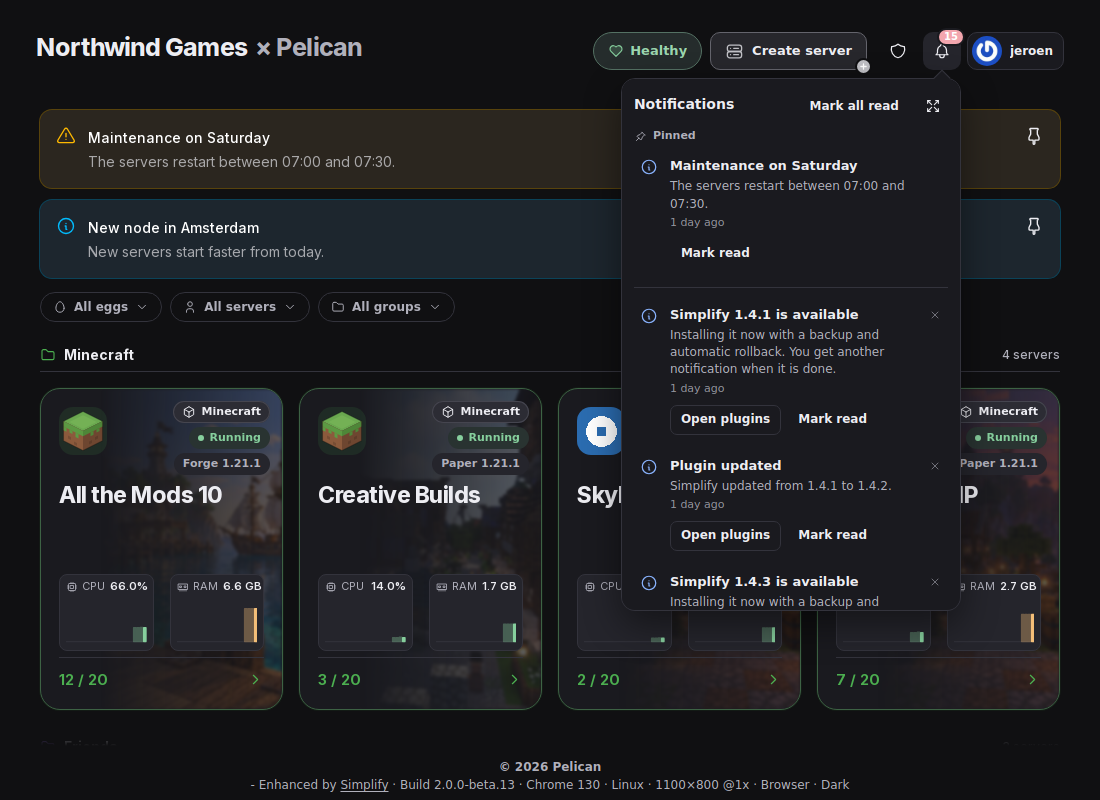 Northwind Games × Pelican
Healthy
Create server
15
jeroen
Notifications
Mark all read
Pinned
Maintenance on Saturday
The servers restart between 07:00 and
07:30.
1 day ago
Mark read
Simplify 1.4.1 is available
Installing it now with a backup and
automatic rollback. You get another
notification when it is done.
1 day ago
Open plugins
Mark read
Plugin updated
Simplify updated from 1.4.1 to 1.4.2.
1 day ago
Open plugins
Mark read
Simplify 1.4.3 is available
Installing it now with a backup and
Maintenance on Saturday
The servers restart between 07:00 and 07:30.
New node in Amsterdam
New servers start faster from today.
All eggs
All servers
All groups
Minecraft
4 servers
Minecraft
Running
Forge 1.21.1
All the Mods 10
CPU 66.0%
RAM 6.6 GB
12 / 20
Minecraft
Running
Paper 1.21.1
Creative Builds
CPU 14.0%
RAM 1.7 GB
3 / 20
CPU
2 / 20
Minecraft
Running
Paper 1.21.1
RAM 2.7 GB
7 / 20
Friends
© 2026 Pelican
- Enhanced by Simplify · Build 2.0.0-beta.13 · Chrome 130 · Linux · 1100×800 @1x · Browser · Dark